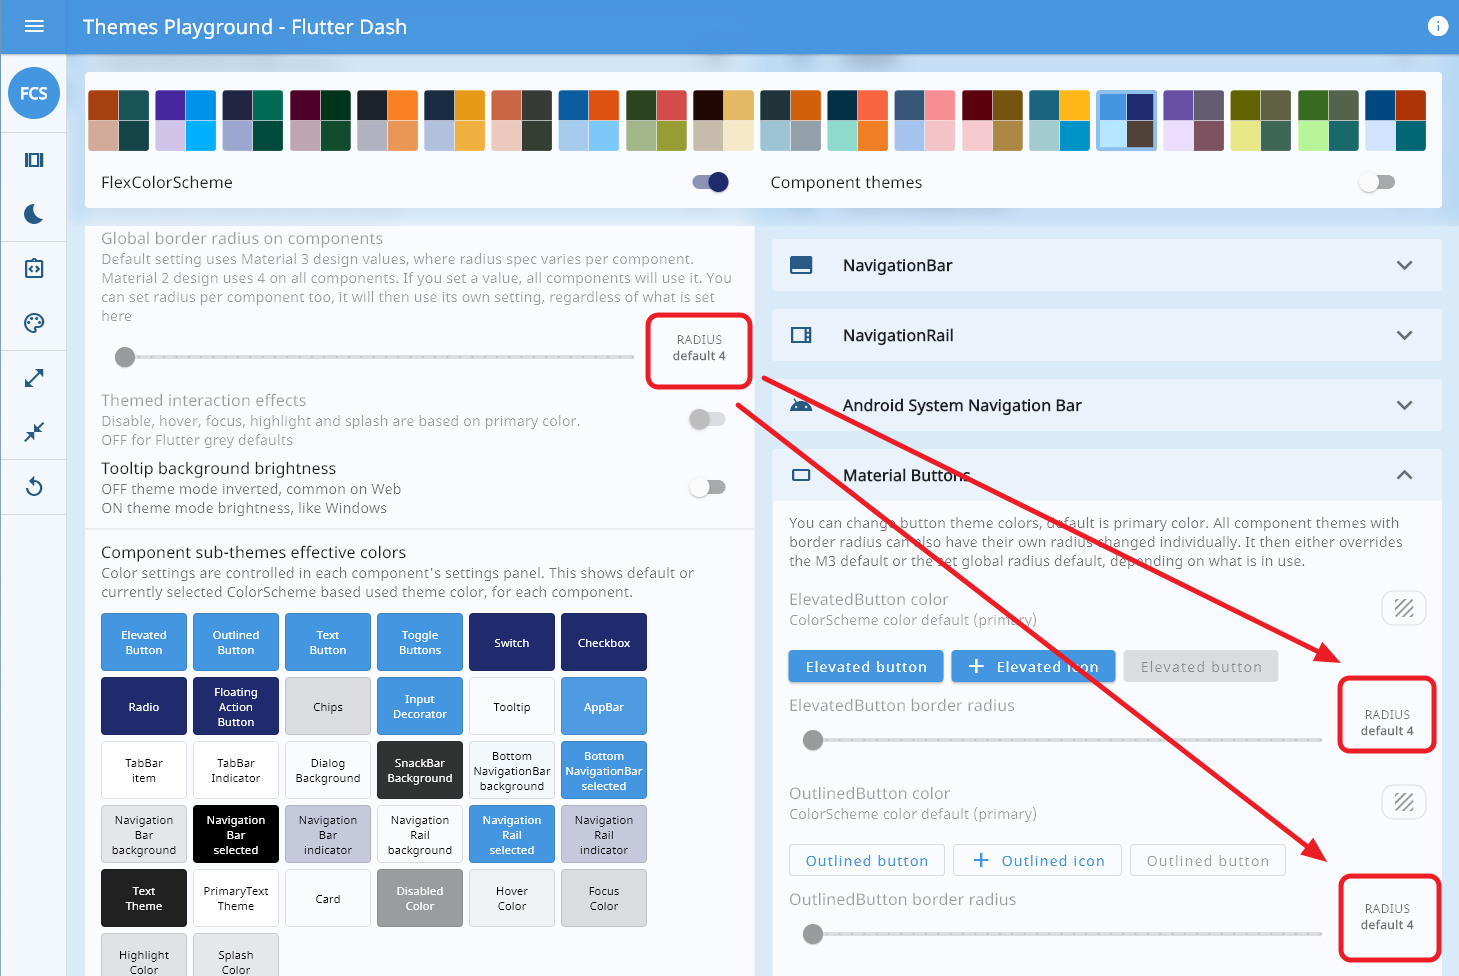 Themes Playground - Flutter Dash
FCS
FlexColorScheme
Component themes
Global border radius on components
Default setting uses Material 3 design values, where radius spec varies per component.
Material 2 design uses 4 on all components. If you set a value, all components will use it. You
can set radius per component too, it will then use its own setting, regardless of what is set
here
RADIUS
default 4
Themed interaction effects
Disable, hover, focus, highlight and splash are based on primary color.
OFF for Flutter grey defaults
Tooltip background brightness
OFF theme mode inverted, common on Web
ON theme mode brightness, like Windows
Component sub-themes effective colors
Color settings are controlled in each component's settings panel. This shows default or
currently selected ColorScheme based used theme color, for each component.
Elevated
Button
Outlined
Button
Text
Button
Toggle
Buttons
Switch
Checkbox
Radio
Floating
Action
Button
Chips
Input
Decorator
Tooltip
AppBar
TabBar
item
TabBar
Indicator
Dialog
Background
SnackBar
Background
Bottom
NavigationBar
background
Bottom
NavigationBar
selected
Navigation
Bar
background
Navigation
Bar
selected
Navigation
Bar
indicator
Navigation
Rail
background
Navigation
Rail
selected
Navigation
Rail
indicator
Text
Theme
PrimaryText
Theme
Card
Disabled
Color
Hover
Color
Focus
Color
Highlight
Color
Splash
Color
NavigationBar
NavigationRail
Android System Navigation Bar
Material Buttons
You can change button theme colors, default is primary color. All component themes with
border radius can also have their own radius changed individually. It then either overrides
the M3 default or the set global radius default, depending on what is in use.
ElevatedButton color
ColorScheme color default (primary)
Elevated button
Elevated icon
Elevated button
ElevatedButton border radius
RADIUS
default 4
OutlinedButton color
ColorScheme color default (primary)
Outlined button
Outlined icon
Outlined button
OutlinedButton border radius
RADIUS
default 4